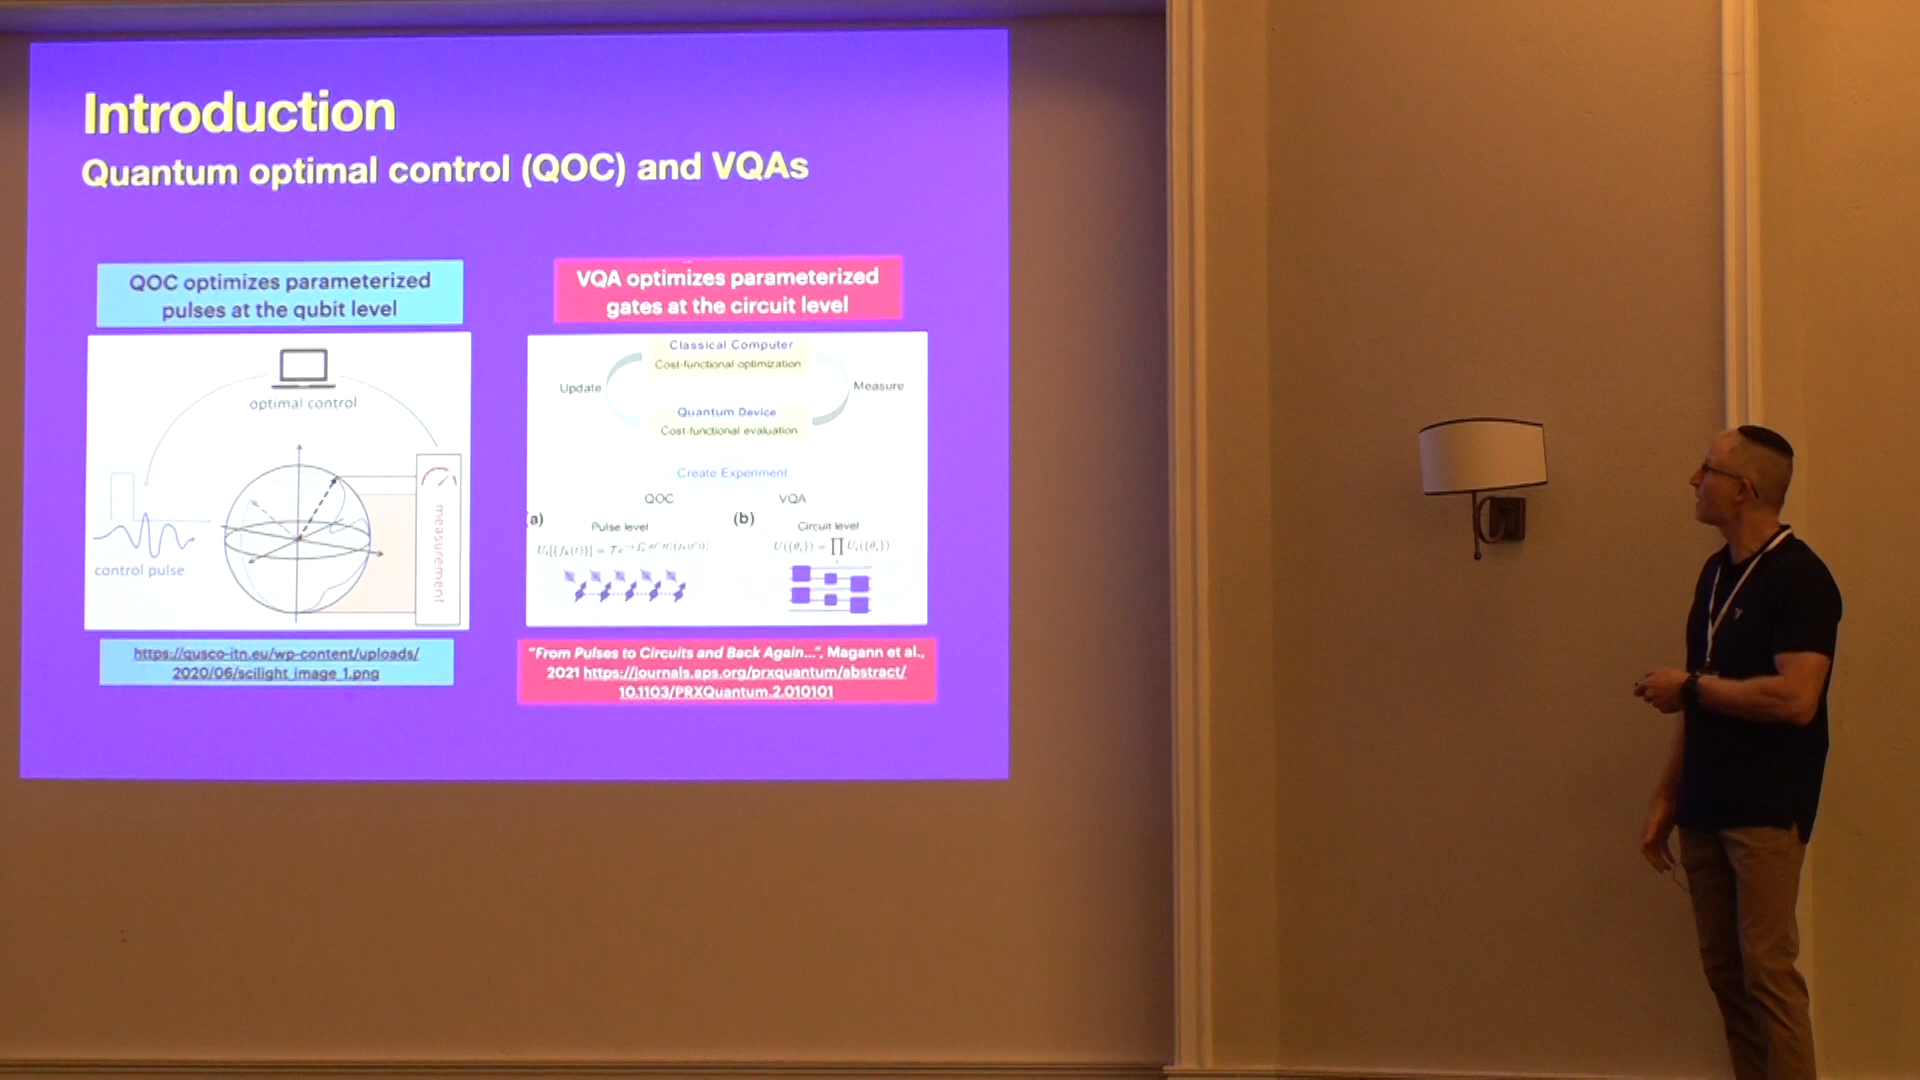 Introduction
Quantum optimal control (QOC) and VQAs
QOC optimizes parameterized
pulses at the qubit level
optimal control
control pulse
measurement
https://qusco-itn.eu/wp-content/uploads/
2020/06/scilight_image_1.png
VQA optimizes parameterized
gates at the circuit level
Classical Computer
Cost-functional optimization
Update
Measure
Quantum Device
Cost-functional evaluation
Create Experiment
QOC
VQA
(a)
(b)
Pulse level
Circuit level
U({θᵢ}) = ∏ Uᵢ({θᵢ})
"From Pulses to Circuits and Back Again...", Magann et al.,
2021 https://journals.aps.org/prxquantum/abstract/
10.1103/PRXQuantum.2.010101